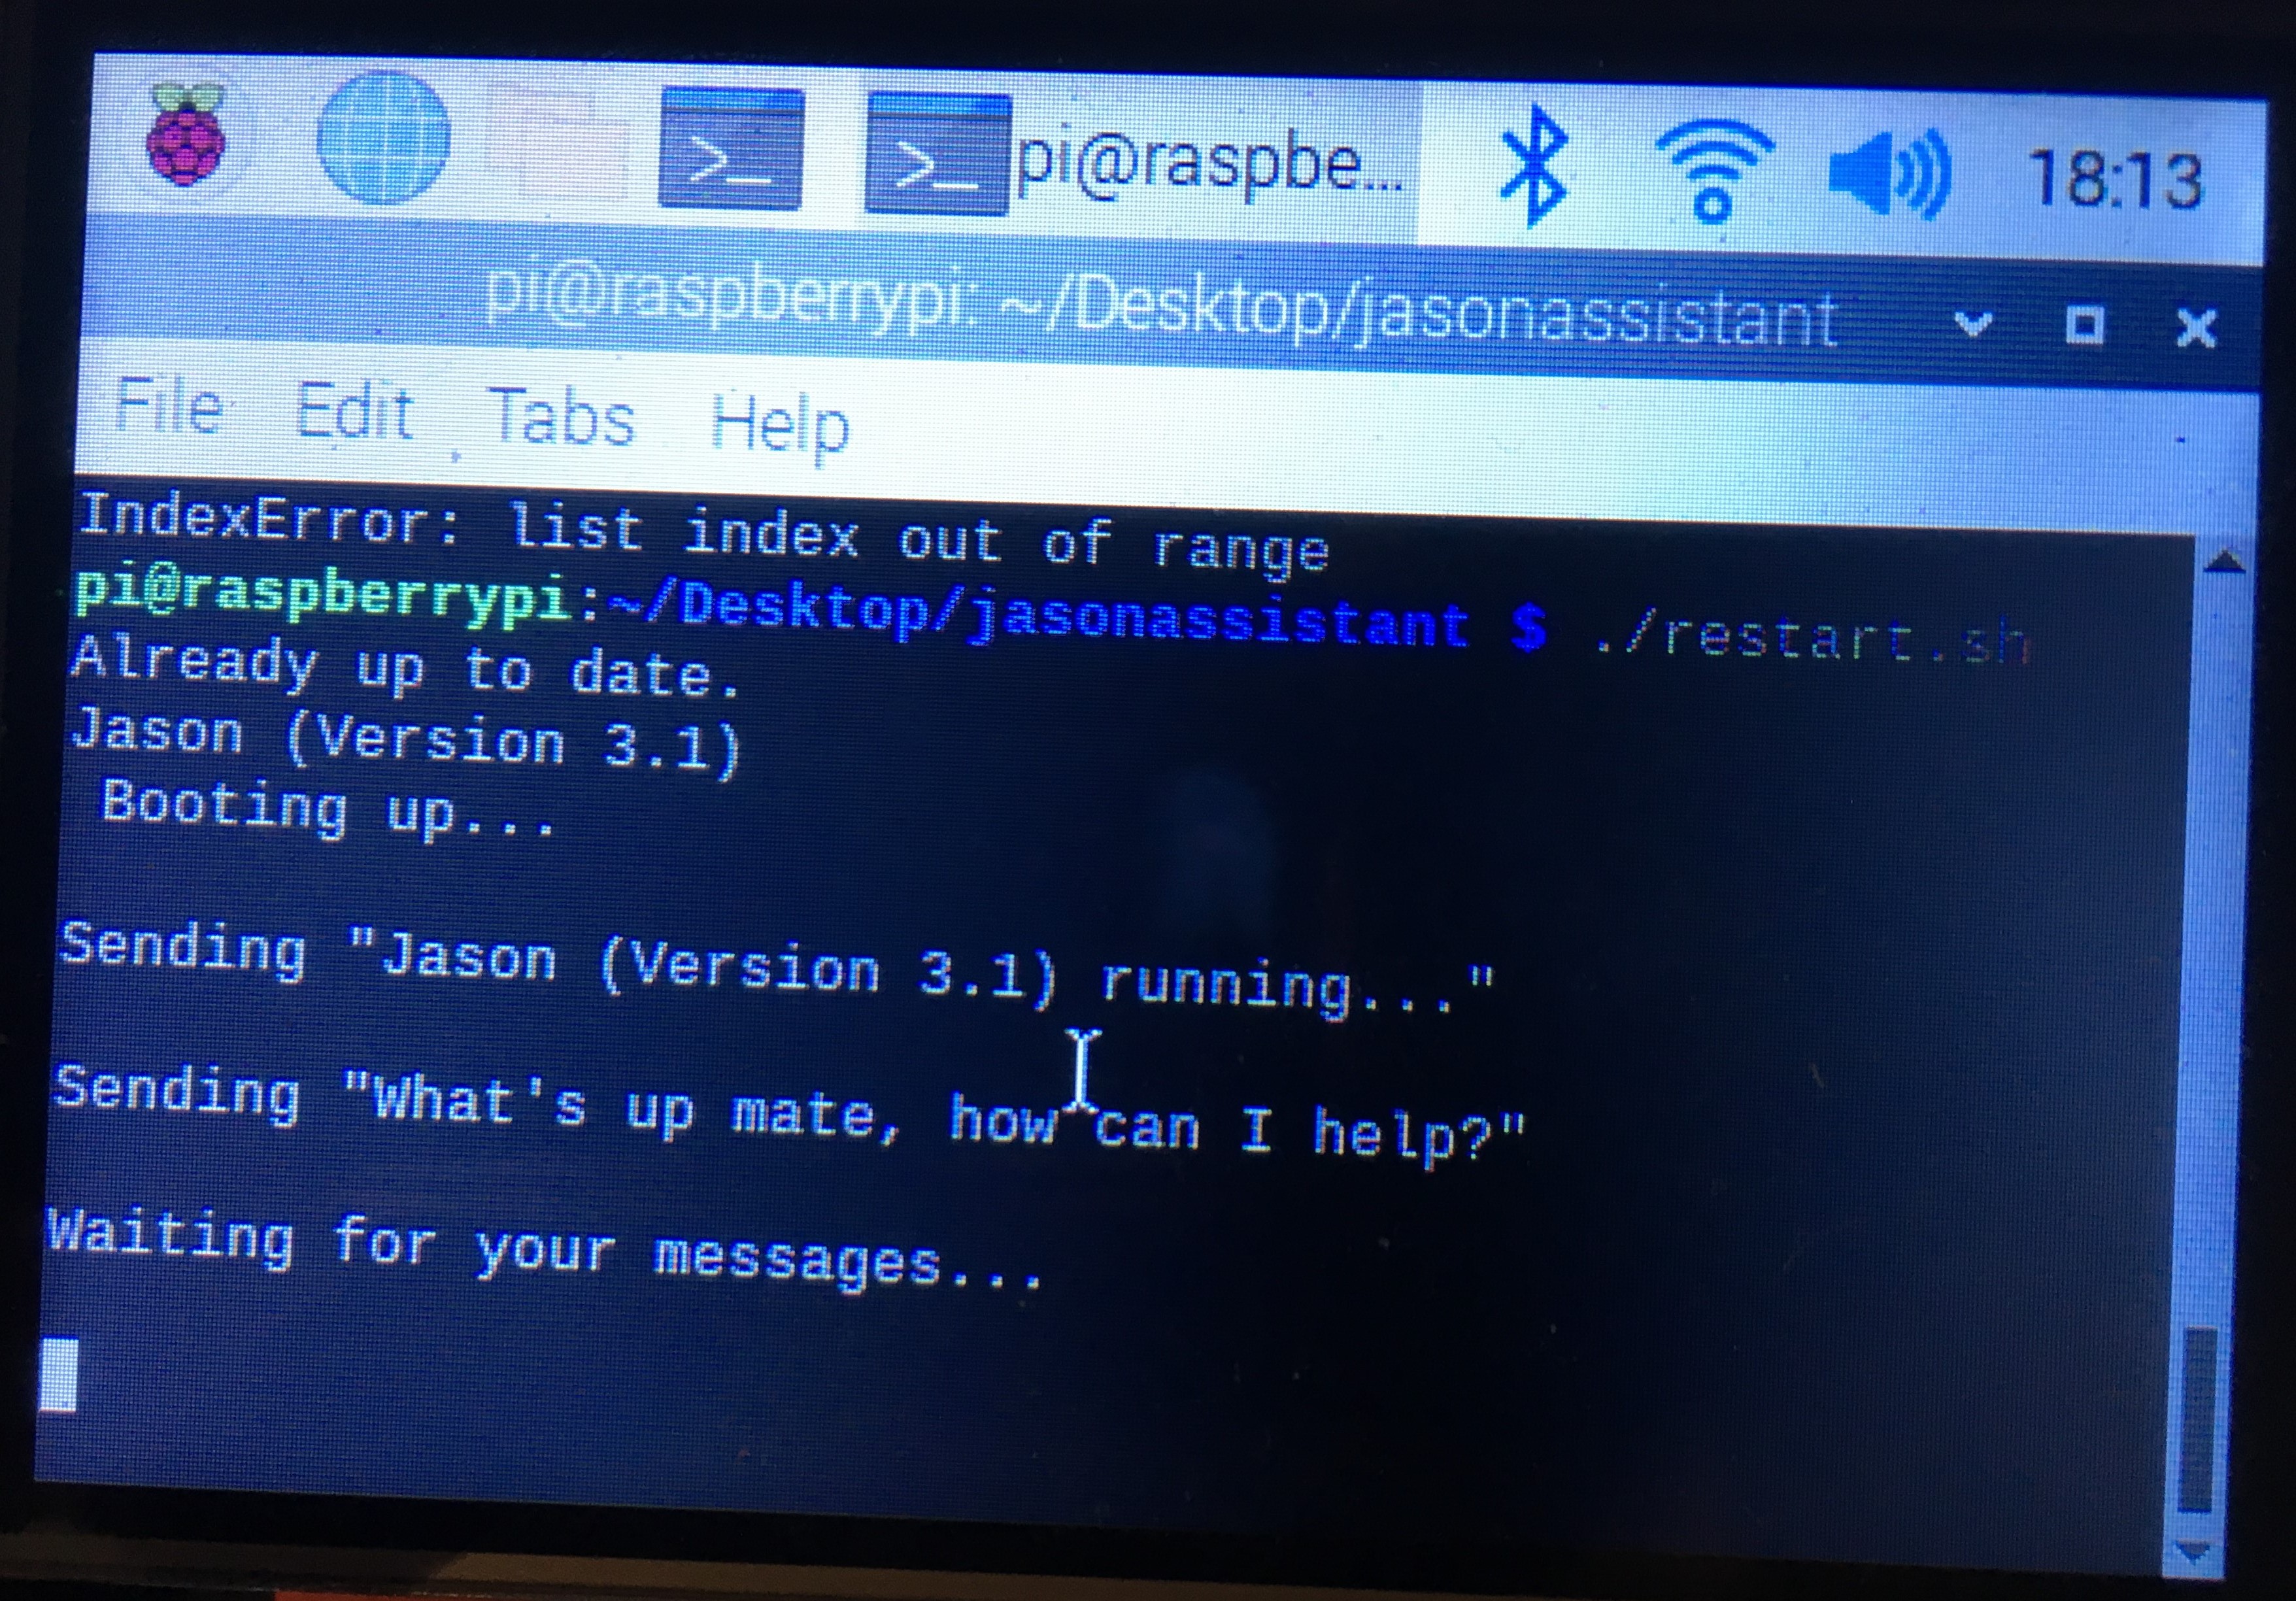 >_ >_ pi@raspbe... 18:13
pi@raspberrypi: ~/Desktop/jasonassistant
File Edit Tabs Help
IndexError: list index out of range
pi@raspberrypi:~/Desktop/jasonassistant $ ./restart.sh
Already up to date.
Jason (Version 3.1)
Booting up...
Sending "Jason (Version 3.1) running..."
Sending "What's up mate, how can I help?"
Waiting for your messages...